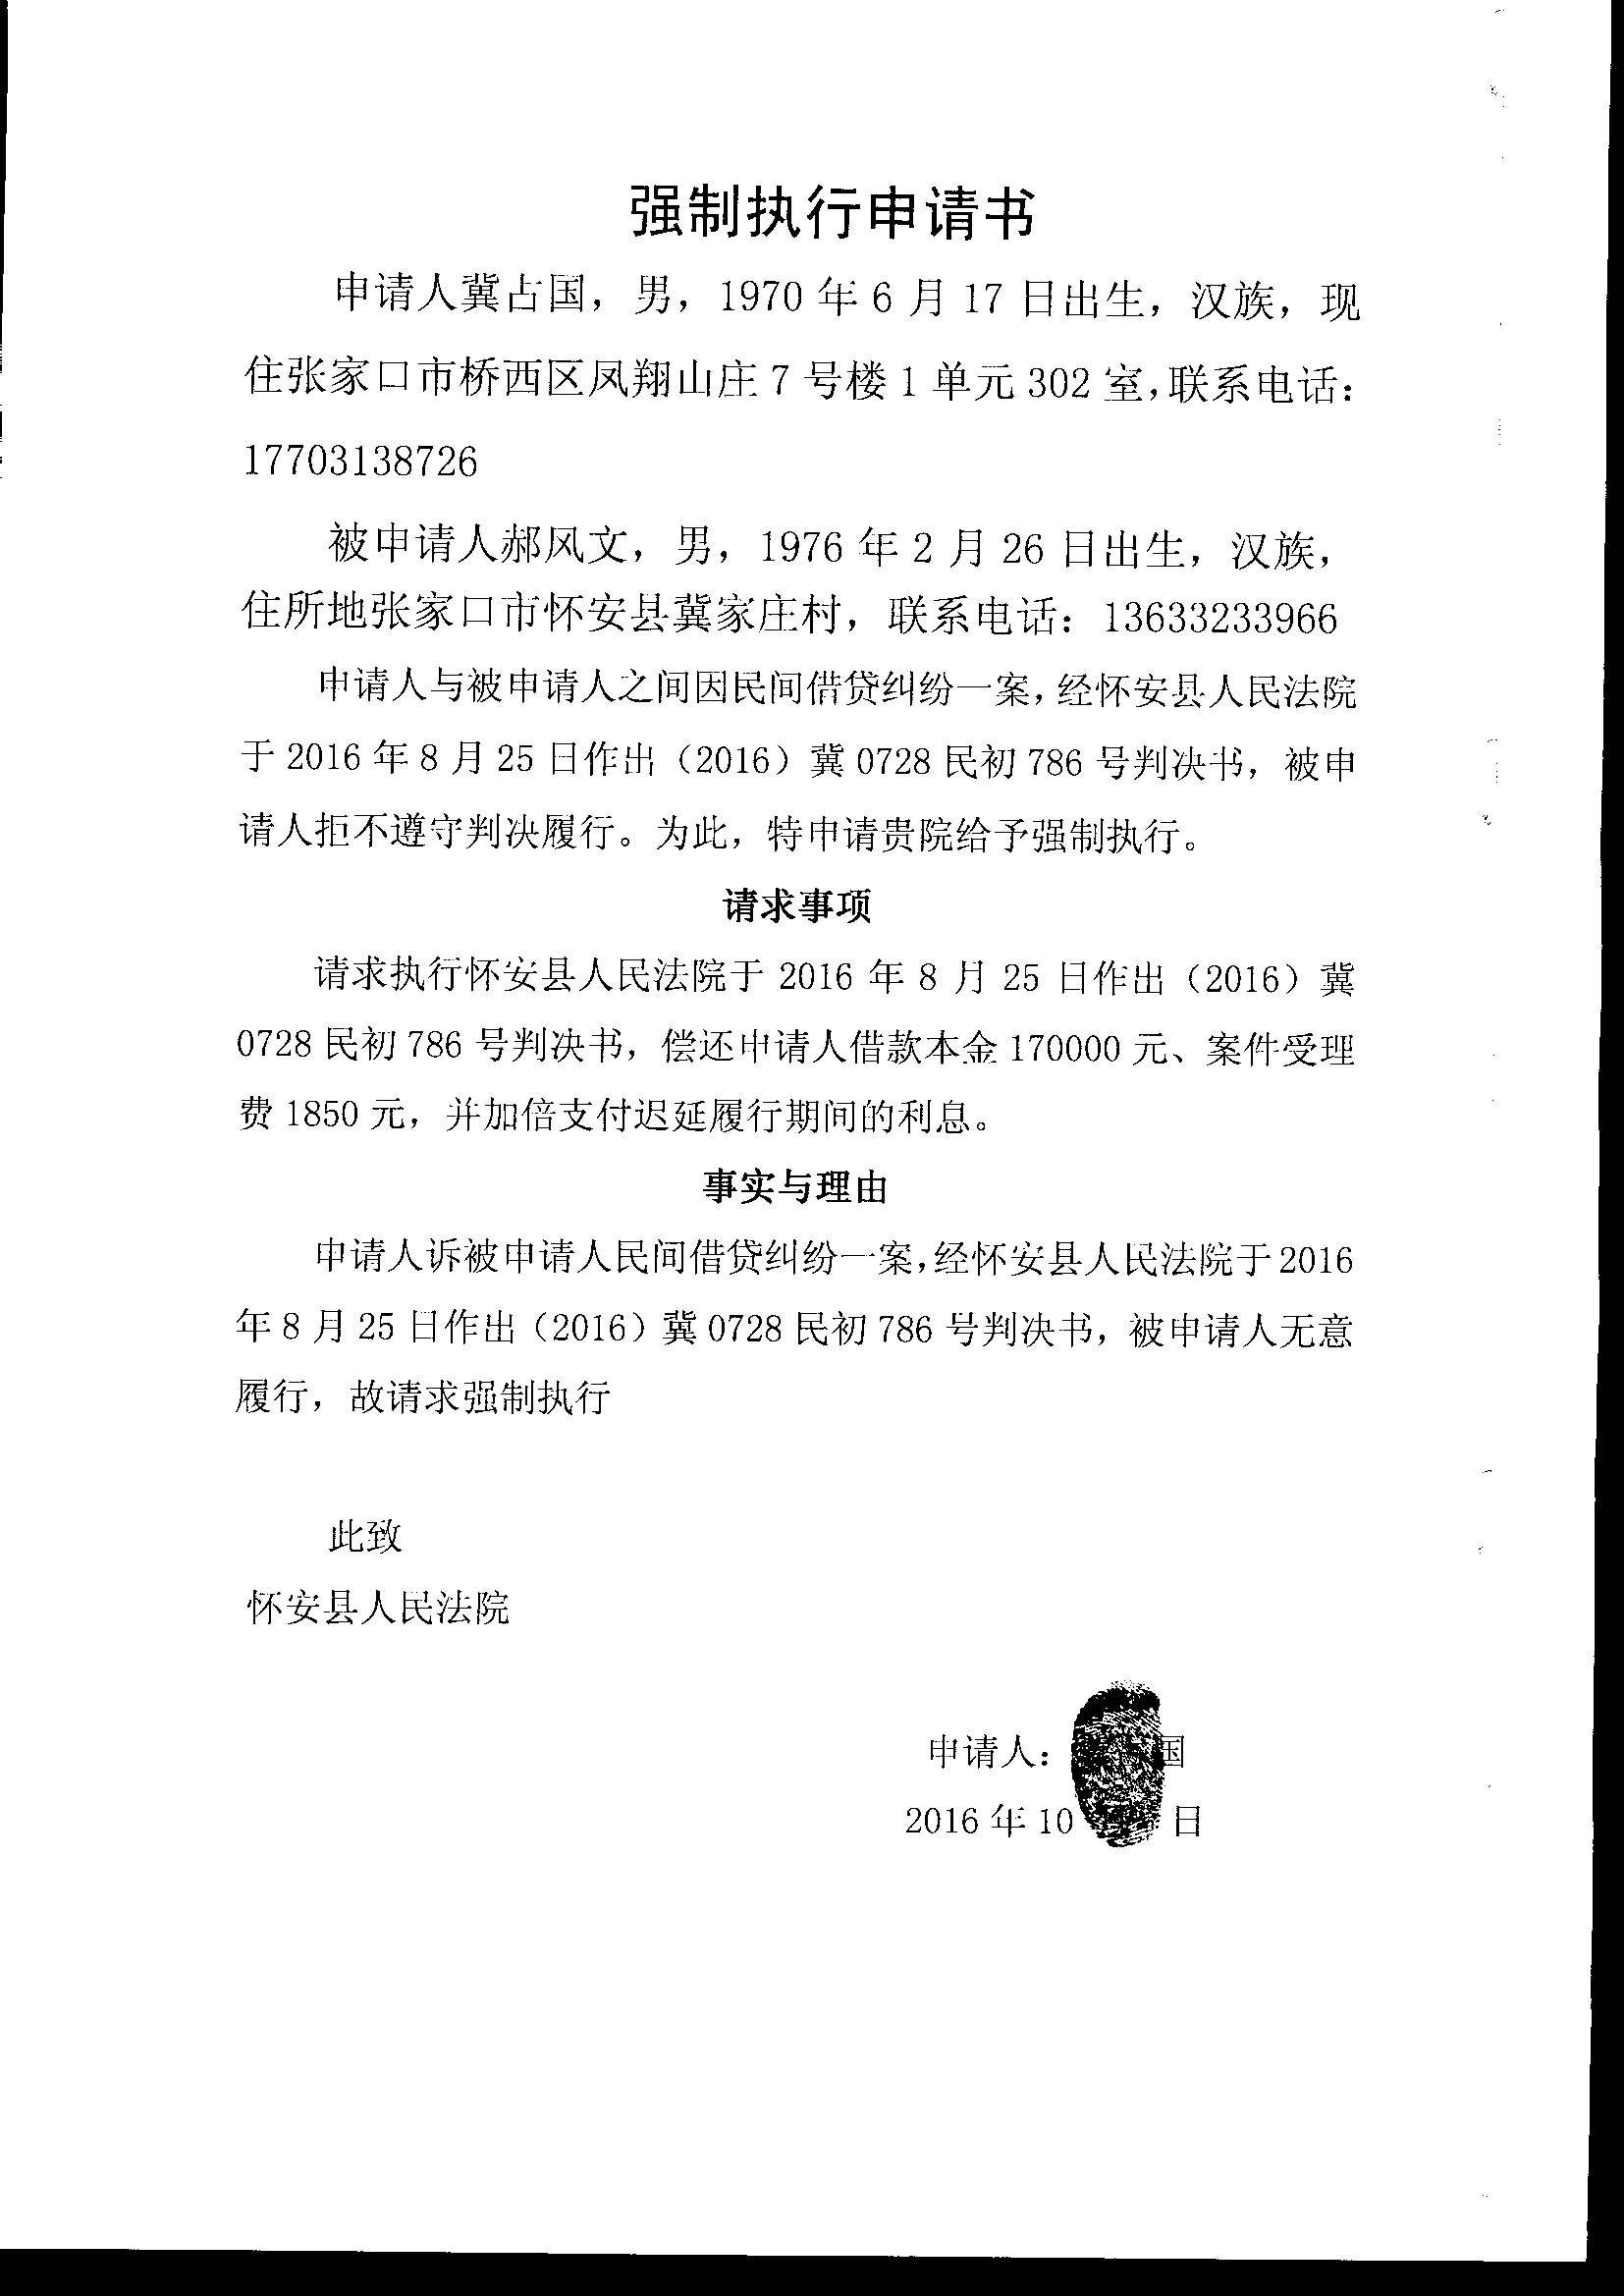 强制执行申请书
申请人冀占国，男，1970 年 6 月 17 日出生，汉族，现
住张家口市桥西区凤翔山庄 7 号楼 1 单元 302 室，联系电话：
17703138726
被申请人郝风文，男，1976 年 2 月 26 日出生，汉族，
住所地张家口市怀安县冀家庄村，联系电话：13633233966
申请人与被申请人之间因民间借贷纠纷一案，经怀安县人民法院
于 2016 年 8 月 25 日作出（2016）冀 0728 民初 786 号判决书，被申
请人拒不遵守判决履行。为此，特申请贵院给予强制执行。
请求事项
请求执行怀安县人民法院于 2016 年 8 月 25 日作出（2016）冀
0728 民初 786 号判决书，偿还申请人借款本金 170000 元、案件受理
费 1850 元，并加倍支付迟延履行期间的利息。
事实与理由
申请人诉被申请人民间借贷纠纷一案，经怀安县人民法院于 2016
年 8 月 25 日作出（2016）冀 0728 民初 786 号判决书，被申请人无意
履行，故请求强制执行
此致
怀安县人民法院
申请人：国
2016 年 10 日